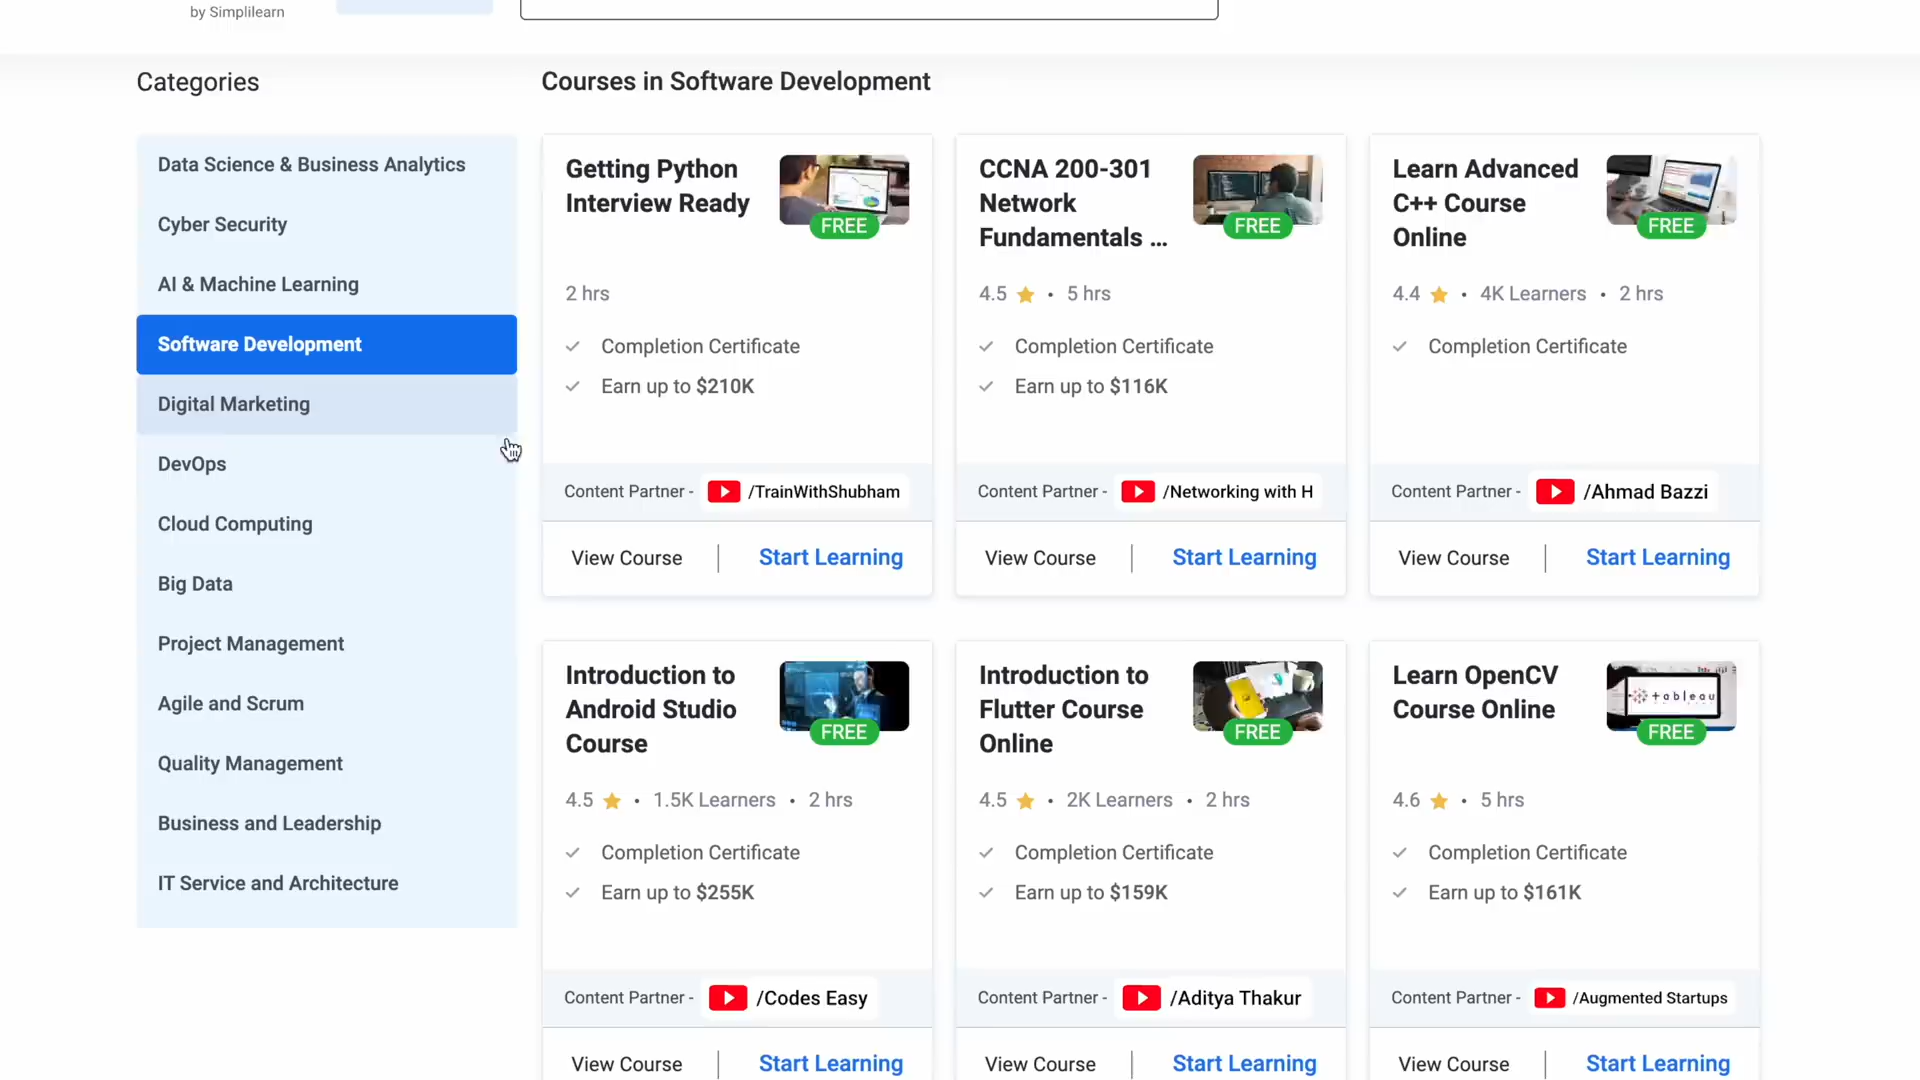 by Simplilearn
Categories
Data Science & Business Analytics
Cyber Security
AI & Machine Learning
Software Development
Digital Marketing
DevOps
Cloud Computing
Big Data
Project Management
Agile and Scrum
Quality Management
Business and Leadership
IT Service and Architecture
Courses in Software Development
Getting Python
Interview Ready
FREE
2 hrs
Completion Certificate
Earn up to $210K
Content Partner - /TrainWithShubham
View Course | Start Learning
CCNA 200-301
Network
Fundamentals ...
FREE
4.5 • 5 hrs
Completion Certificate
Earn up to $116K
Content Partner - /Networking with H
View Course | Start Learning
Learn Advanced
C++ Course
Online
FREE
4.4 • 4K Learners • 2 hrs
Completion Certificate
Content Partner - /Ahmad Bazzi
View Course | Start Learning
Introduction to
Android Studio
Course
FREE
4.5 • 1.5K Learners • 2 hrs
Completion Certificate
Earn up to $255K
Content Partner - /Codes Easy
View Course | Start Learning
Introduction to
Flutter Course
Online
FREE
4.5 • 2K Learners • 2 hrs
Completion Certificate
Earn up to $159K
Content Partner - /Aditya Thakur
View Course | Start Learning
Learn OpenCV
Course Online
+ableau
FREE
4.6 • 5 hrs
Completion Certificate
Earn up to $161K
Content Partner - /Augmented Startups
View Course | Start Learning